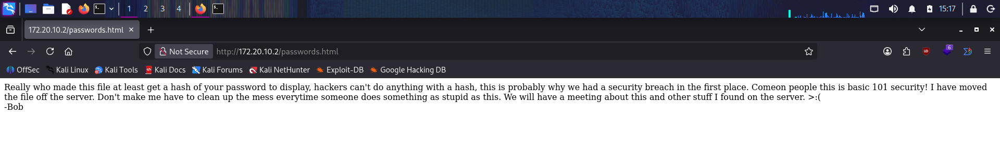 1 2 3 4 15:17
172.20.10.2/passwords.html
Not Secure http://172.20.10.2/passwords.html 6
OffSec Kali Linux Kali Tools Kali Docs Kali Forums Kali NetHunter Exploit-DB Google Hacking DB
Really who made this file at least get a hash of your password to display, hackers can't do anything with a hash, this is probably why we had a security breach in the first place. Comeon people this is basic 101 security! I have moved
the file off the server. Don't make me have to clean up the mess everytime someone does something as stupid as this. We will have a meeting about this and other stuff I found on the server. >:(
-Bob